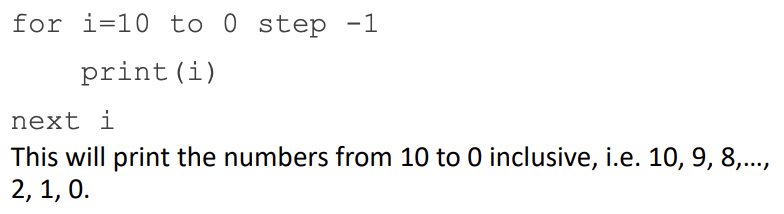 for i=10 to 0 step -1
    print(i)
next i
This will print the numbers from 10 to 0 inclusive, i.e. 10, 9, 8,...,
2, 1, 0.